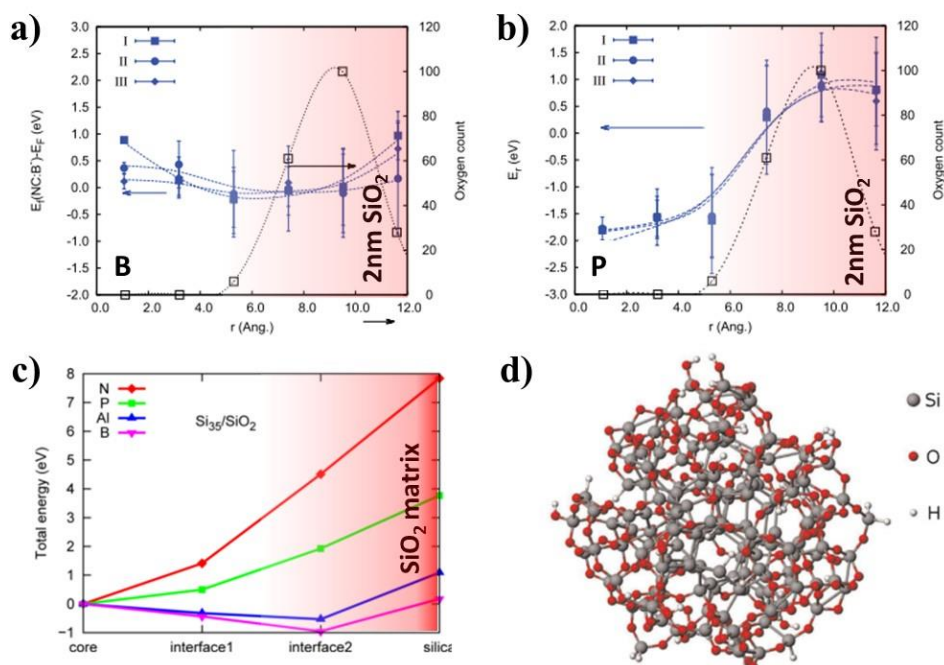 a)
3.0
2.5
2.0
1.5
1.0
0.5
0.0
-0.5
-1.0
-1.5
-2.0
E_f(NC:B⁻)-E_F (eV)
I
II
III
B
2nm SiO₂
120
100
80
60
40
20
0
Oxygen count
0.0 2.0 4.0 6.0 8.0 10.0 12.0
r (Ang.)
b)
2.0
1.5
1.0
0.5
0.0
-0.5
-1.0
-1.5
-2.0
-2.5
-3.0
E_r (eV)
I
II
III
P
2nm SiO₂
120
100
80
60
40
20
0
Oxygen count
0.0 2.0 4.0 6.0 8.0 10.0 12.0
r (Ang.)
c)
8
7
6
5
4
3
2
1
0
-1
Total energy (eV)
N
P
Al
B
Si₃₅/SiO₂
SiO₂ matrix
core interface1 interface2 silica
d)
Si
O
H